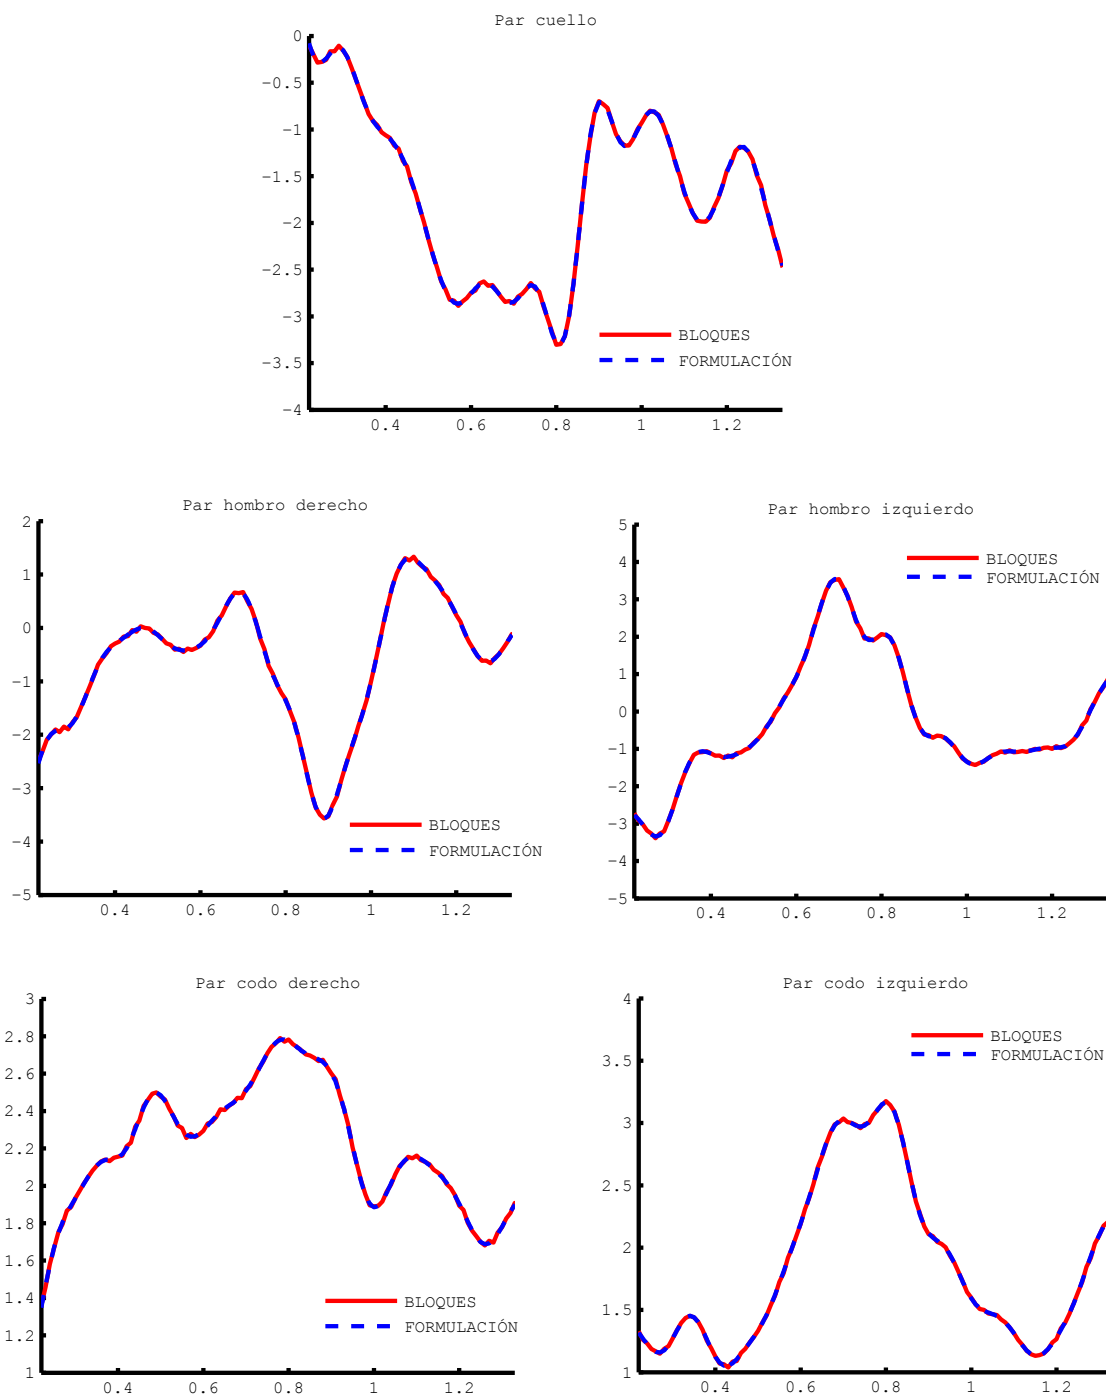 Par cuello
0
−0.5
−1
−1.5
−2
−2.5
−3
−3.5
−4
0.4 0.6 0.8 1 1.2
BLOQUES
FORMULACIÓN
Par hombro derecho
2
1
0
−1
−2
−3
−4
−5
0.4 0.6 0.8 1 1.2
BLOQUES
FORMULACIÓN
Par hombro izquierdo
5
4
3
2
1
0
−1
−2
−3
−4
−5
0.4 0.6 0.8 1 1.2
BLOQUES
FORMULACIÓN
Par codo derecho
3
2.8
2.6
2.4
2.2
2
1.8
1.6
1.4
1.2
1
0.4 0.6 0.8 1 1.2
BLOQUES
FORMULACIÓN
Par codo izquierdo
4
3.5
3
2.5
2
1.5
1
0.4 0.6 0.8 1 1.2
BLOQUES
FORMULACIÓN